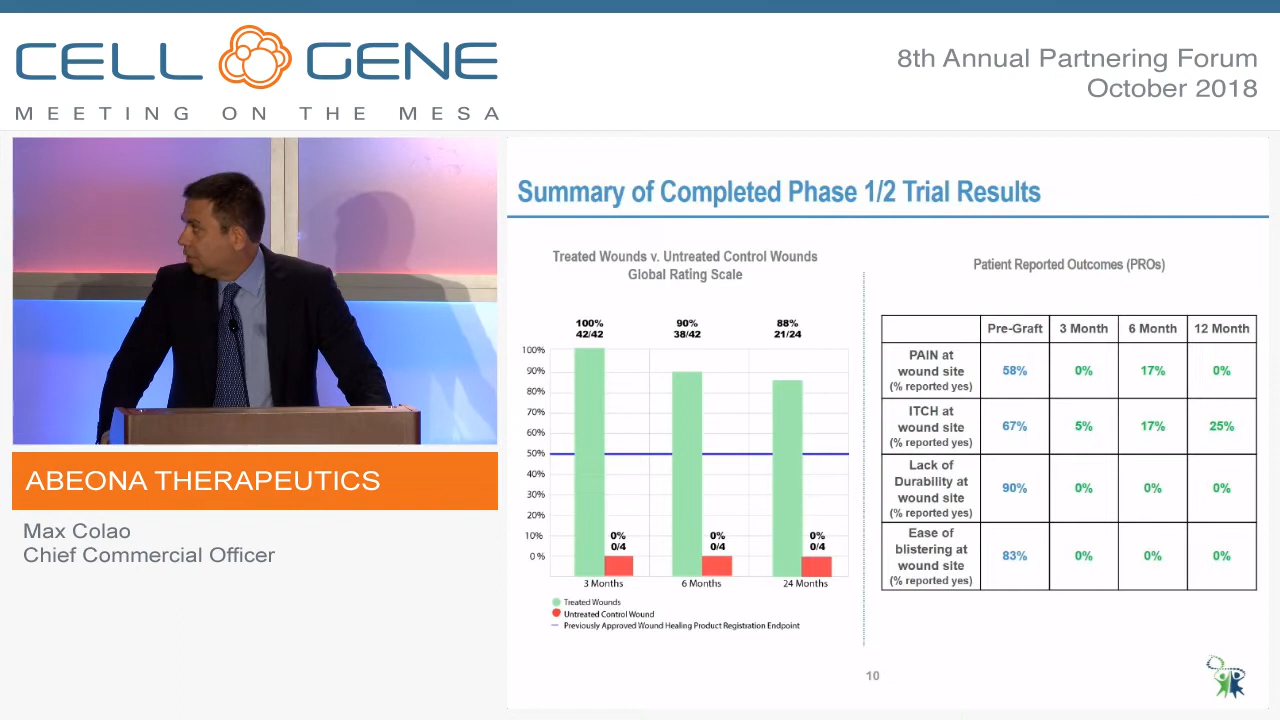 CELL GENE
MEETING ON THE MESA
8th Annual Partnering Forum
October 2018
ABEONA THERAPEUTICS
Max Colao
Chief Commercial Officer
Summary of Completed Phase 1/2 Trial Results
Treated Wounds v. Untreated Control Wounds
Global Rating Scale
100%
42/42
90%
38/42
88%
21/24
100%
90%
80%
70%
60%
50%
40%
30%
20%
10%
0 %
0%
0/4
0%
0/4
0%
0/4
3 Months
6 Months
24 Months
Treated Wounds
Untreated Control Wound
Previously Approved Wound Healing Product Registration Endpoint
Patient Reported Outcomes (PROs)
Pre-Graft 3 Month 6 Month 12 Month
PAIN at
wound site
(% reported yes)
58% 0% 17% 0%
ITCH at
wound site
(% reported yes)
67% 5% 17% 25%
Lack of
Durability at
wound site
(% reported yes)
90% 0% 0% 0%
Ease of
blistering at
wound site
(% reported yes)
83% 0% 0% 0%
10